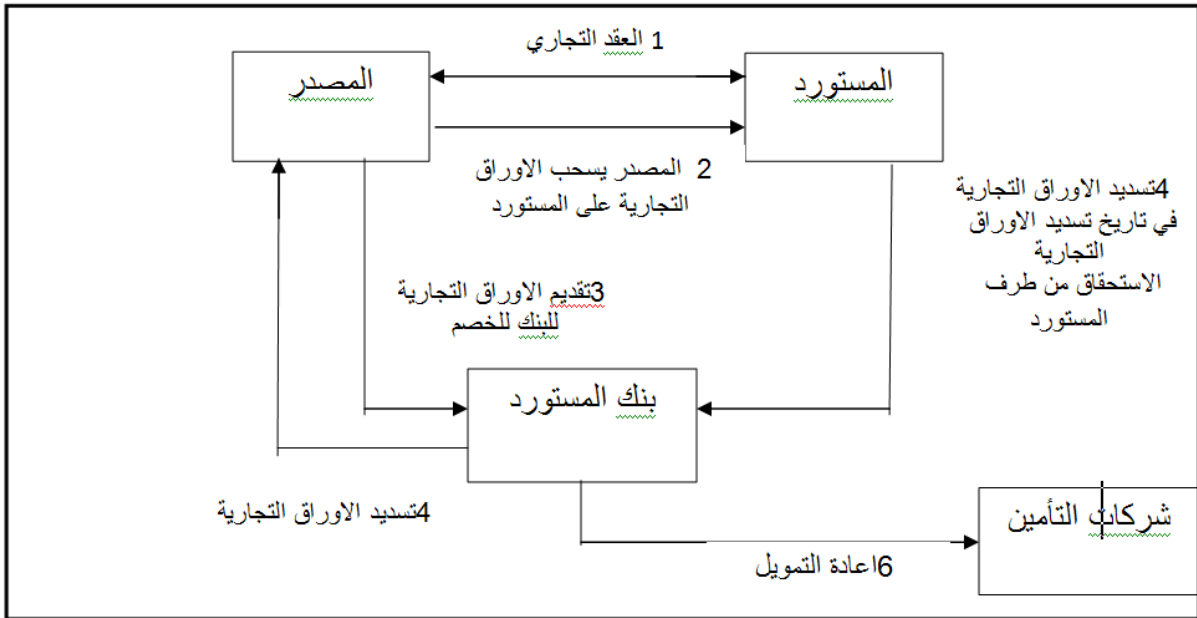 1 العقد التجاري
المستورد
المصدر
2 المصدر يسحب الاوراق
التجارية على المستورد
4تسديد الاوراق التجارية
في تاريخ تسديد الاوراق
التجارية
الاستحقاق من طرف
المستورد
3تقديم الاوراق التجارية
للبنك للخصم
بنك المستورد
4تسديد الاوراق التجارية
شركات التأمين
6اعادة التمويل